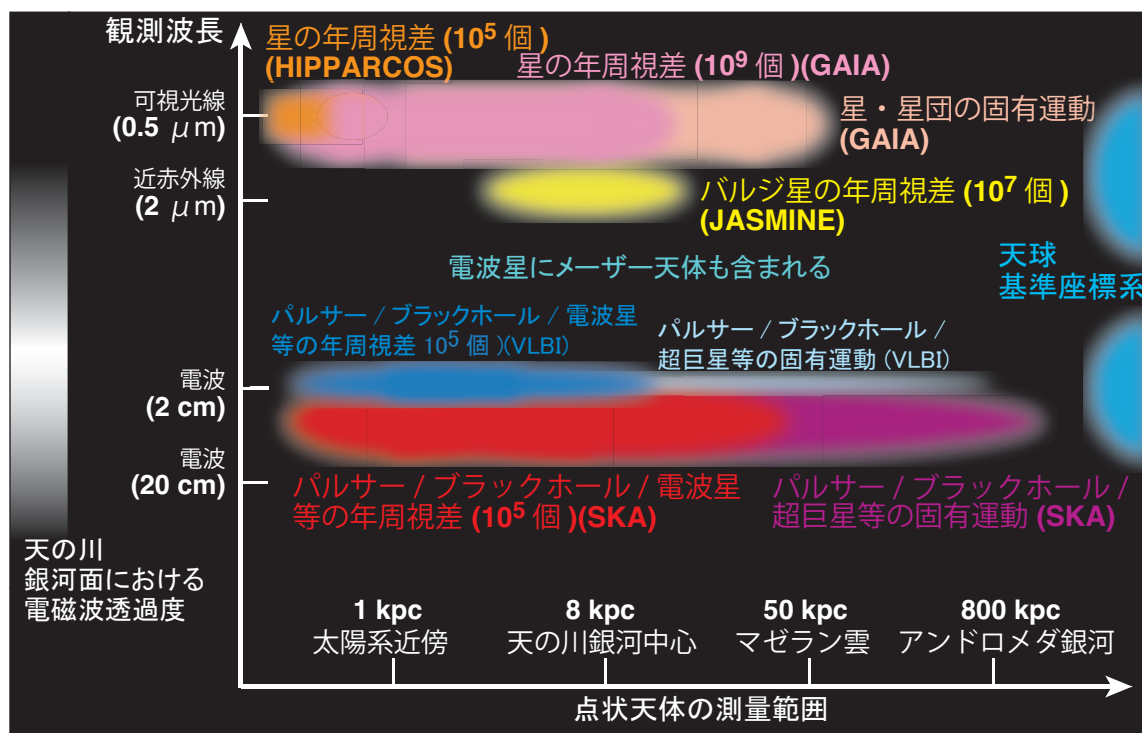 観測波長
星の年周視差 (10⁵ 個 )
(HIPPARCOS)
星の年周視差 (10⁹ 個 )(GAIA)
可視光線
(0.5 μm)
星・星団の固有運動
(GAIA)
近赤外線
(2 μm)
バルジ星の年周視差 (10⁷ 個 )
(JASMINE)
電波星にメーザー天体も含まれる
天球
基準座標系
パルサー / ブラックホール / 電波星
等の年周視差 10⁵ 個 )(VLBI)
パルサー / ブラックホール /
超巨星等の固有運動 (VLBI)
電波
(2 cm)
電波
(20 cm)
パルサー / ブラックホール / 電波星
等の年周視差 (10⁵ 個 )(SKA)
パルサー / ブラックホール /
超巨星等の固有運動 (SKA)
天の川
銀河面における
電磁波透過度
1 kpc
太陽系近傍
8 kpc
天の川銀河中心
50 kpc
マゼラン雲
800 kpc
アンドロメダ銀河
点状天体の測量範囲